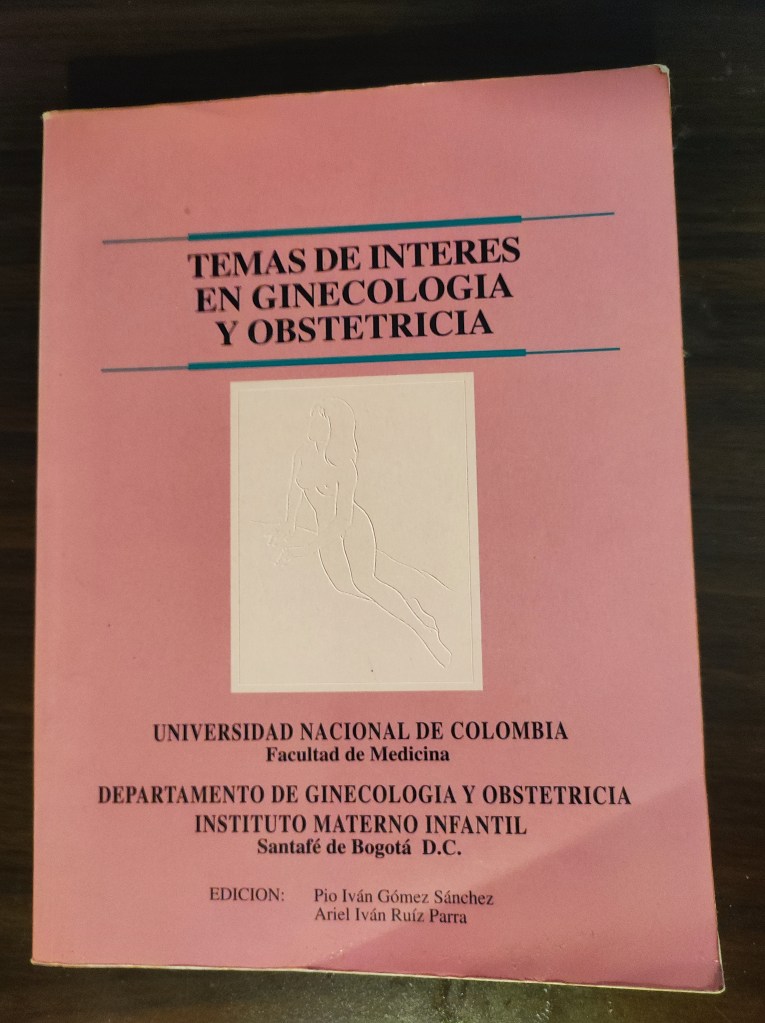 TEMAS DE INTERES
EN GINECOLOGIA
Y OBSTETRICIA
UNIVERSIDAD NACIONAL DE COLOMBIA
Facultad de Medicina
DEPARTAMENTO DE GINECOLOGIA Y OBSTETRICIA
INSTITUTO MATERNO INFANTIL
Santafé de Bogotá D.C.
EDICION: Pio Iván Gómez Sánchez
Ariel Iván Ruíz Parra